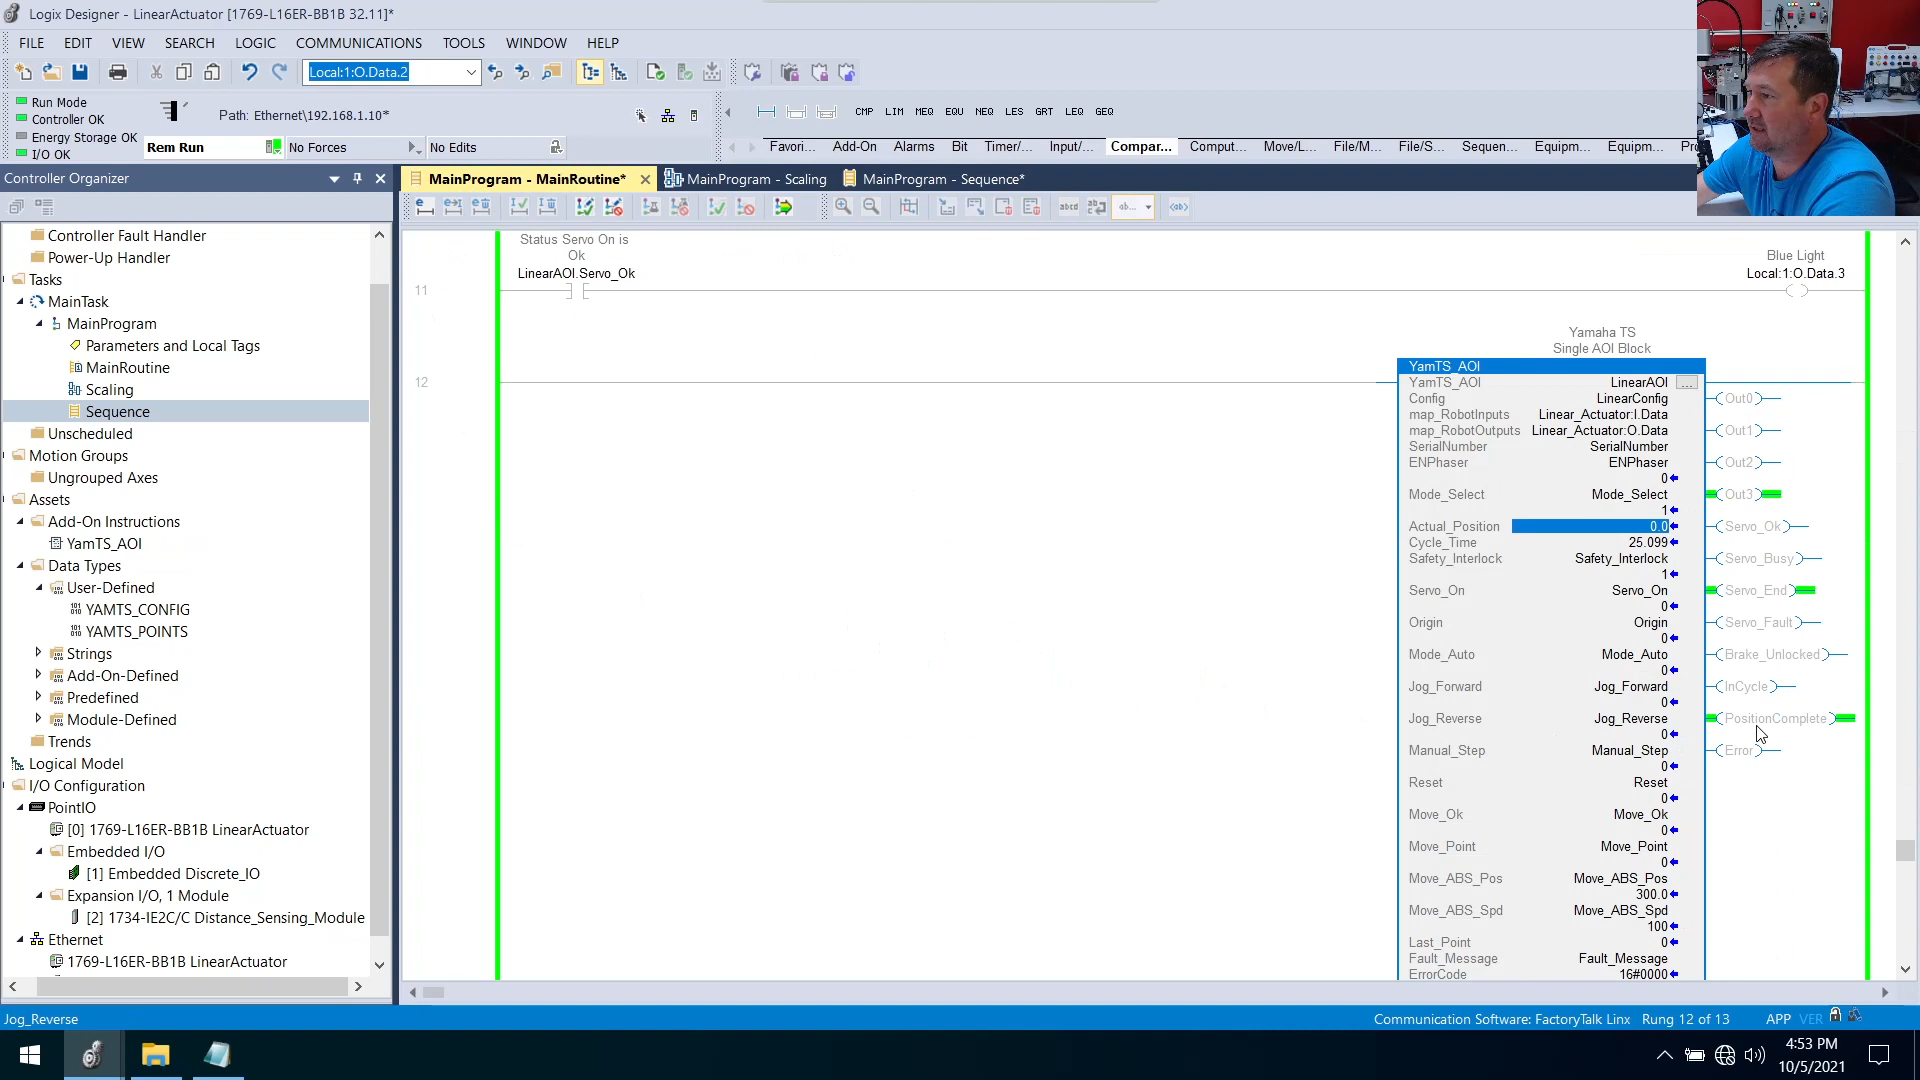 Logix Designer - LinearActuator [1769-L16ER-BB1B 32.11]*
FILE EDIT VIEW SEARCH LOGIC COMMUNICATIONS TOOLS WINDOW HELP
Local:1:O.Data.2
Run Mode
Controller OK
Energy Storage OK
I/O OK
Path: Ethernet\192.168.1.10*
Rem Run No Forces No Edits
CMP LIM MEQ EQU NEQ LES GRT LEQ GEQ
Favori... Add-On Alarms Bit Timer/... Input/... Compar... Comput... Move/L... File/M... File/S... Sequen... Equipm... Equipm...
Controller Organizer
MainProgram - MainRoutine* MainProgram - Scaling MainProgram - Sequence*
Controller Fault Handler
Power-Up Handler
Tasks
MainTask
MainProgram
Parameters and Local Tags
MainRoutine
Scaling
Sequence
Unscheduled
Motion Groups
Ungrouped Axes
Assets
Add-On Instructions
YamTS_AOI
Data Types
User-Defined
YAMTS_CONFIG
YAMTS_POINTS
Strings
Add-On-Defined
Predefined
Module-Defined
Trends
Logical Model
I/O Configuration
PointIO
[0] 1769-L16ER-BB1B LinearActuator
Embedded I/O
[1] Embedded Discrete_IO
Expansion I/O, 1 Module
[2] 1734-IE2C/C Distance_Sensing_Module
Ethernet
1769-L16ER-BB1B LinearActuator
Status Servo On is
Ok
LinearAOI.Servo_Ok
Blue Light
Local:1:O.Data.3
11
Yamaha TS
Single AOI Block
12
YamTS_AOI
YamTS_AOI LinearAOI ...
Config LinearConfig
map_RobotInputs Linear_Actuator:I.Data
map_RobotOutputs Linear_Actuator:O.Data
SerialNumber SerialNumber
ENPhaser ENPhaser
0
Mode_Select Mode_Select
1
Actual_Position 0.0
Cycle_Time 25.099
Safety_Interlock Safety_Interlock
1
Servo_On Servo_On
0
Origin Origin
0
Mode_Auto Mode_Auto
0
Jog_Forward Jog_Forward
0
Jog_Reverse Jog_Reverse
0
Manual_Step Manual_Step
0
Reset Reset
0
Move_Ok Move_Ok
0
Move_Point Move_Point
0
Move_ABS_Pos Move_ABS_Pos
300.0
Move_ABS_Spd Move_ABS_Spd
100
Last_Point 0
Fault_Message Fault_Message
ErrorCode 16#0000
Out0
Out1
Out2
Out3
Servo_Ok
Servo_Busy
Servo_End
Servo_Fault
Brake_Unlocked
InCycle
PositionComplete
Error
Jog_Reverse
Communication Software: FactoryTalk Linx Rung 12 of 13 APP VER
4:53 PM
10/5/2021